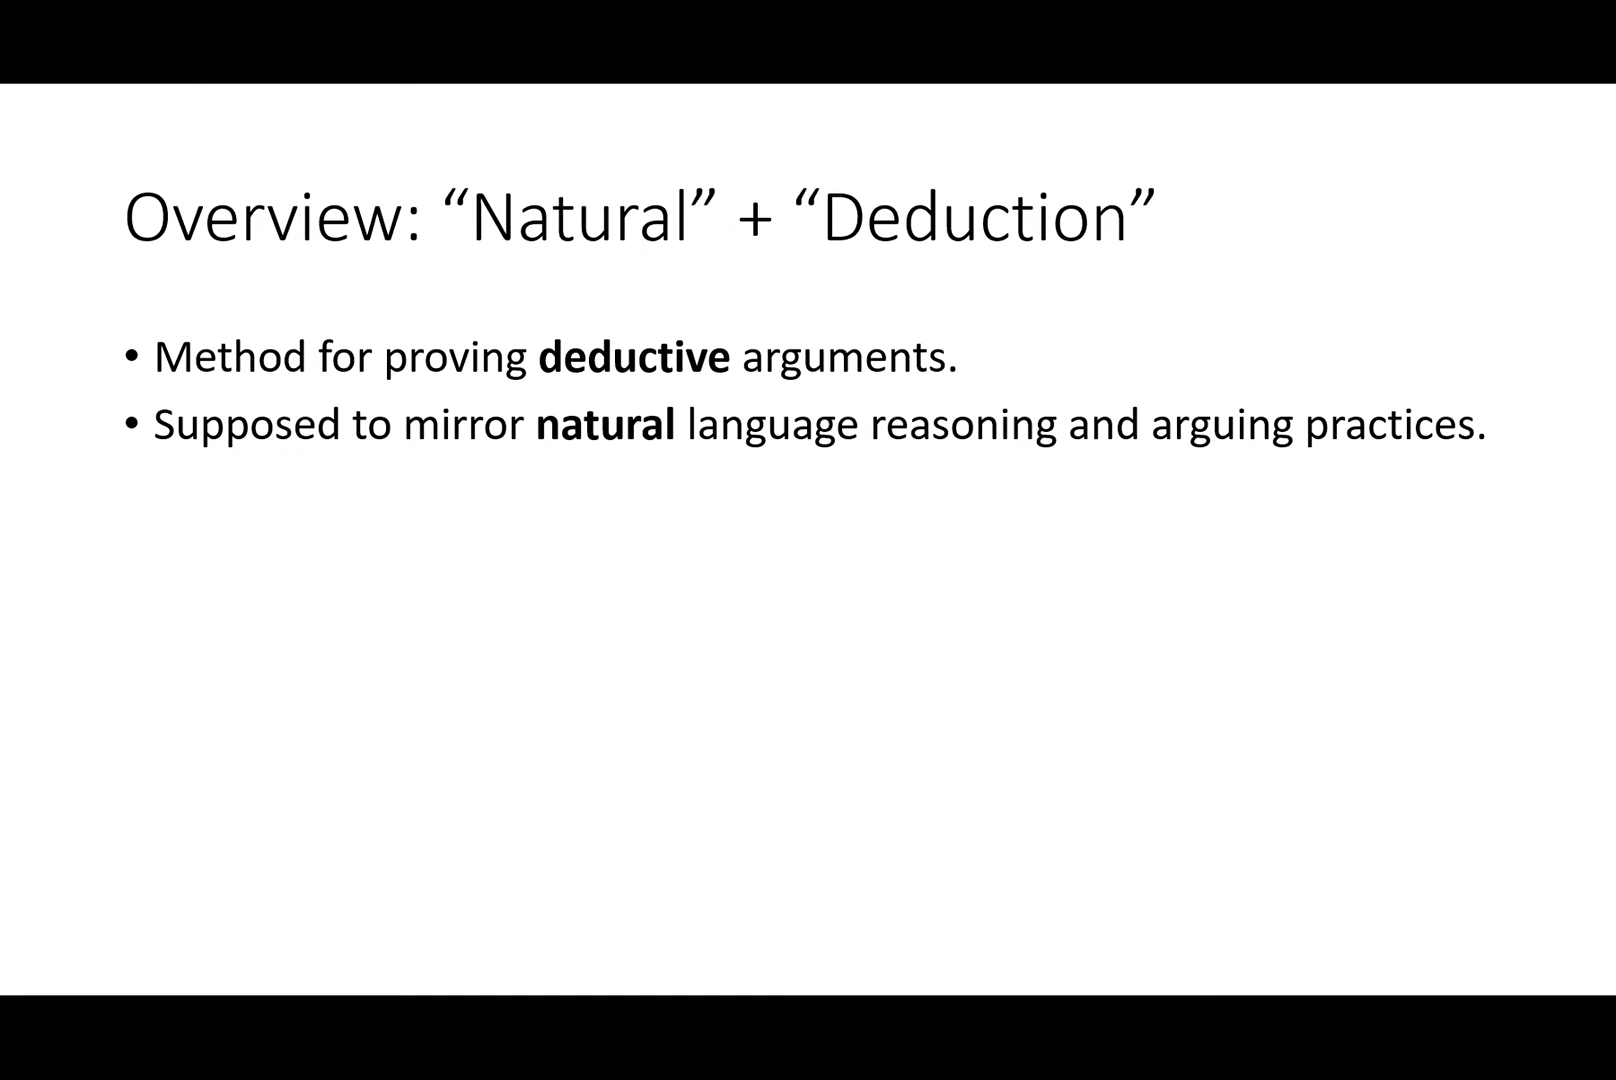 Overview: “Natural” + “Deduction”
• Method for proving deductive arguments.
• Supposed to mirror natural language reasoning and arguing practices.